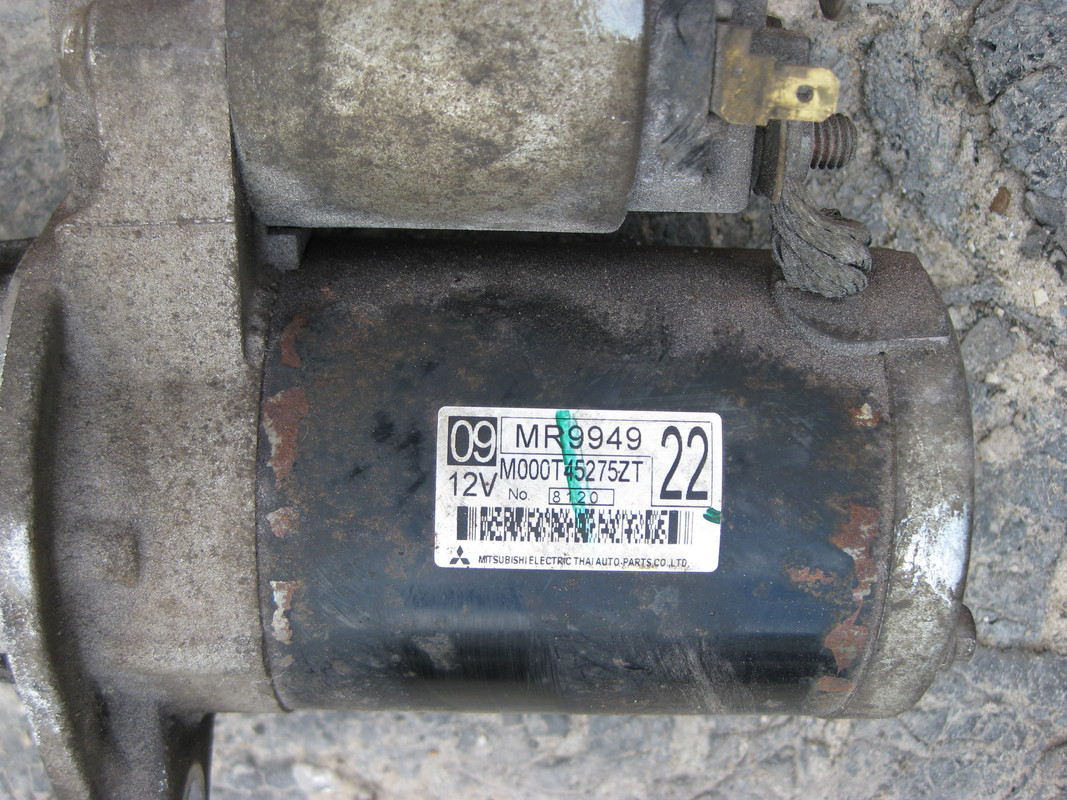 09 MR9949 22
12V M000T45275ZT
No. 8120
MITSUBISHI ELECTRIC THAI AUTO-PARTS CO.,LTD.